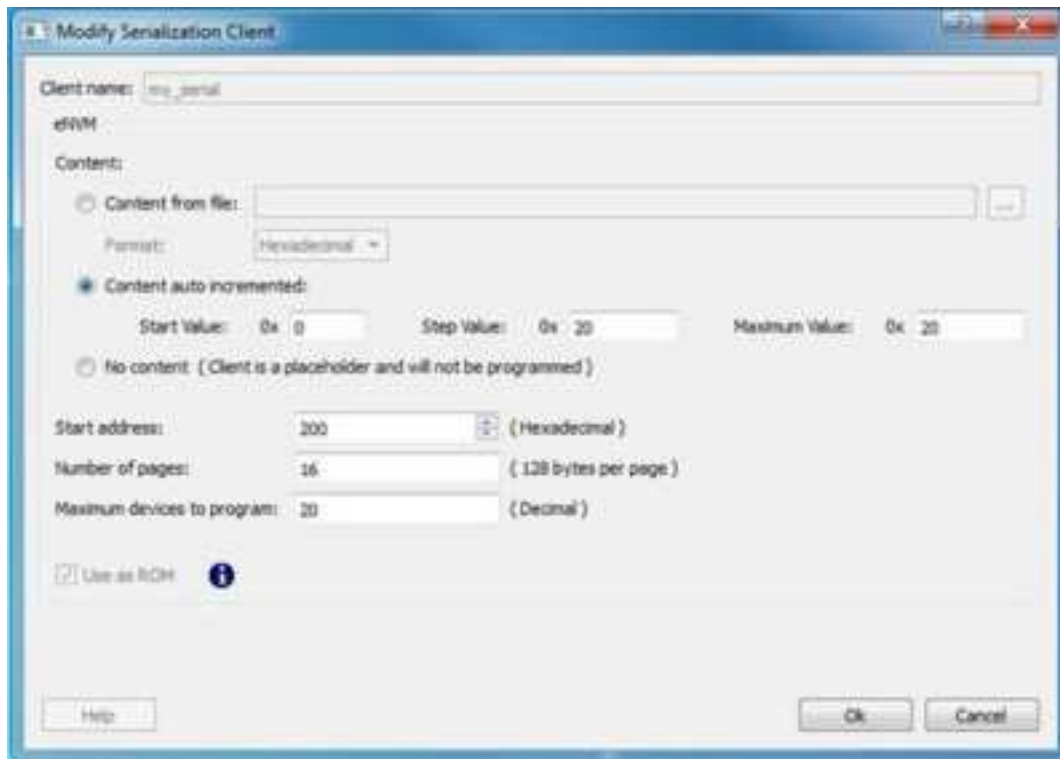 Modify Serialization Client
Client name: my_serial
eNVM
Content:
Content from file: ...
Format: Hexadecimal
Content auto incremented:
Start Value: 0x 0 Step Value: 0x 20 Maximum Value: 0x 20
No content ( Client is a placeholder and will not be programmed )
Start address: 200 ( Hexadecimal )
Number of pages: 16 ( 128 bytes per page )
Maximum devices to program: 20 ( Decimal )
Use as ROM
Help Ok Cancel